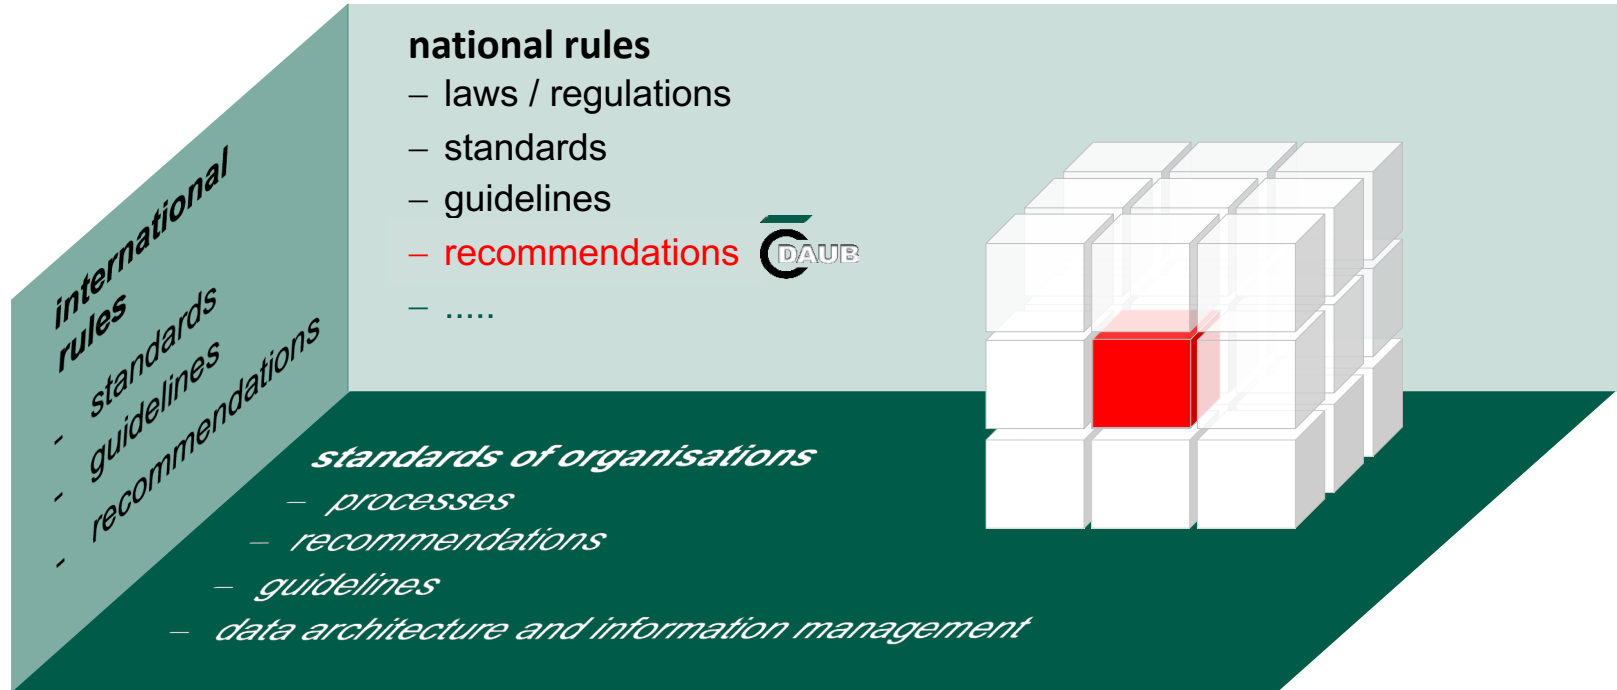 national rules
– laws / regulations
– standards
– guidelines
– recommendations DAUB
– .....
international
rules
- standards
- guidelines
- recommendations
standards of organisations
– processes
– recommendations
– guidelines
– data architecture and information management